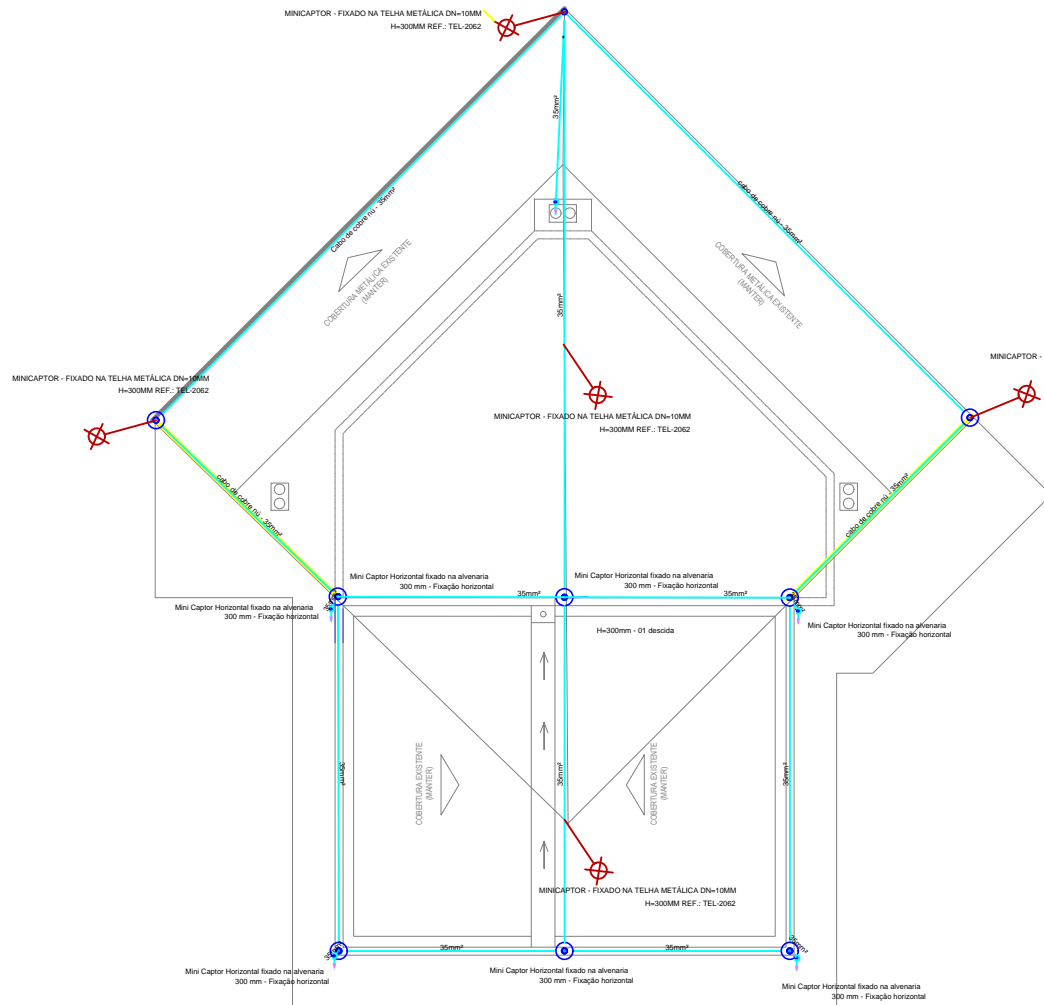 MINICAPTOR - FIXADO NA TELHA METÁLICA DN=10MM
H=300MM REF.: TEL-2062
35mm²
Cabo de cobre nú - 35mm²
cabo de cobre nú - 35mm²
COBERTURA METÁLICA EXISTENTE
(MANTER)
COBERTURA METÁLICA EXISTENTE
(MANTER)
35mm²
MINICAPTOR -
MINICAPTOR - FIXADO NA TELHA METÁLICA DN=10MM
H=300MM REF.: TEL-2062
MINICAPTOR - FIXADO NA TELHA METÁLICA DN=10MM
H=300MM REF.: TEL-2062
cabo de cobre nú - 35mm²
cabo de cobre nú - 35mm²
Mini Captor Horizontal fixado na alvenaria
300 mm - Fixação horizontal
Mini Captor Horizontal fixado na alvenaria
300 mm - Fixação horizontal
35mm²
35mm²
Mini Captor Horizontal fixado na alvenaria
300 mm - Fixação horizontal
H=300mm - 01 descida
Mini Captor Horizontal fixado na alvenaria
300 mm - Fixação horizontal
35mm²
COBERTURA EXISTENTE
(MANTER)
35mm²
COBERTURA EXISTENTE
(MANTER)
35mm²
MINICAPTOR - FIXADO NA TELHA METÁLICA DN=10MM
H=300MM REF.: TEL-2062
35mm²
35mm²
35mm²
35mm²
Mini Captor Horizontal fixado na alvenaria
300 mm - Fixação horizontal
Mini Captor Horizontal fixado na alvenaria
300 mm - Fixação horizontal
Mini Captor Horizontal fixado na alvenaria
300 mm - Fixação horizontal